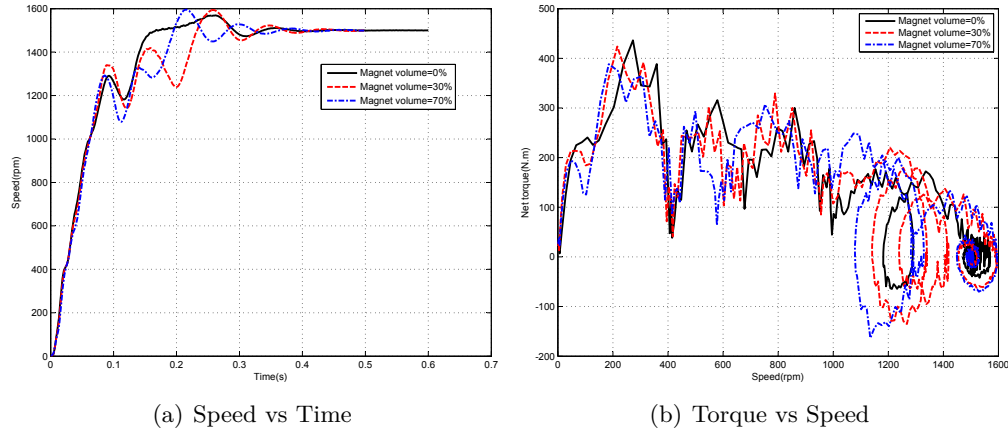 1600
1400
1200
1000
800
600
400
200
0
Speed(rpm)
0 0.1 0.2 0.3 0.4 0.5 0.6 0.7
Time(s)
Magnet volume=0%
Magnet volume=30%
Magnet volume=70%
(a) Speed vs Time
500
400
300
200
100
0
-100
-200
Net torque(N.m)
0 200 400 600 800 1000 1200 1400 1600
Speed(rpm)
Magnet volume=0%
Magnet volume=30%
Magnet volume=70%
(b) Torque vs Speed